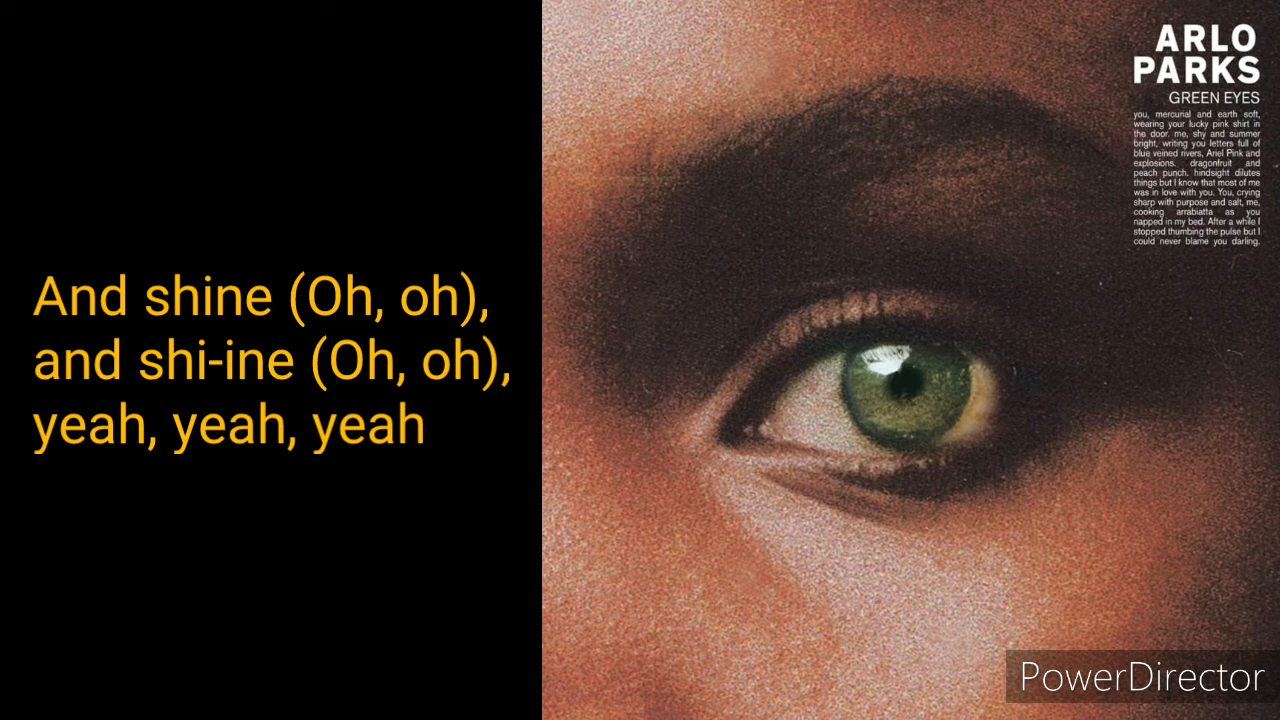 And shine (Oh, oh),
and shi-ine (Oh, oh),
yeah, yeah, yeah
ARLO
PARKS
GREEN EYES
you, mercurial and earth soft,
wearing your lucky pink shirt in
the door. me, shy and summer
bright, writing you letters full of
blue veined rivers, Ariel Pink and
explosions. dragonfruit and
peach punch. hindsight dilutes
things but I know that most of me
was in love with you. You, crying
sharp with purpose and salt, me,
cooking arrabiatta as you
napped in my bed. After a while I
stopped thumbing the pulse but I
could never blame you darling.
PowerDirector